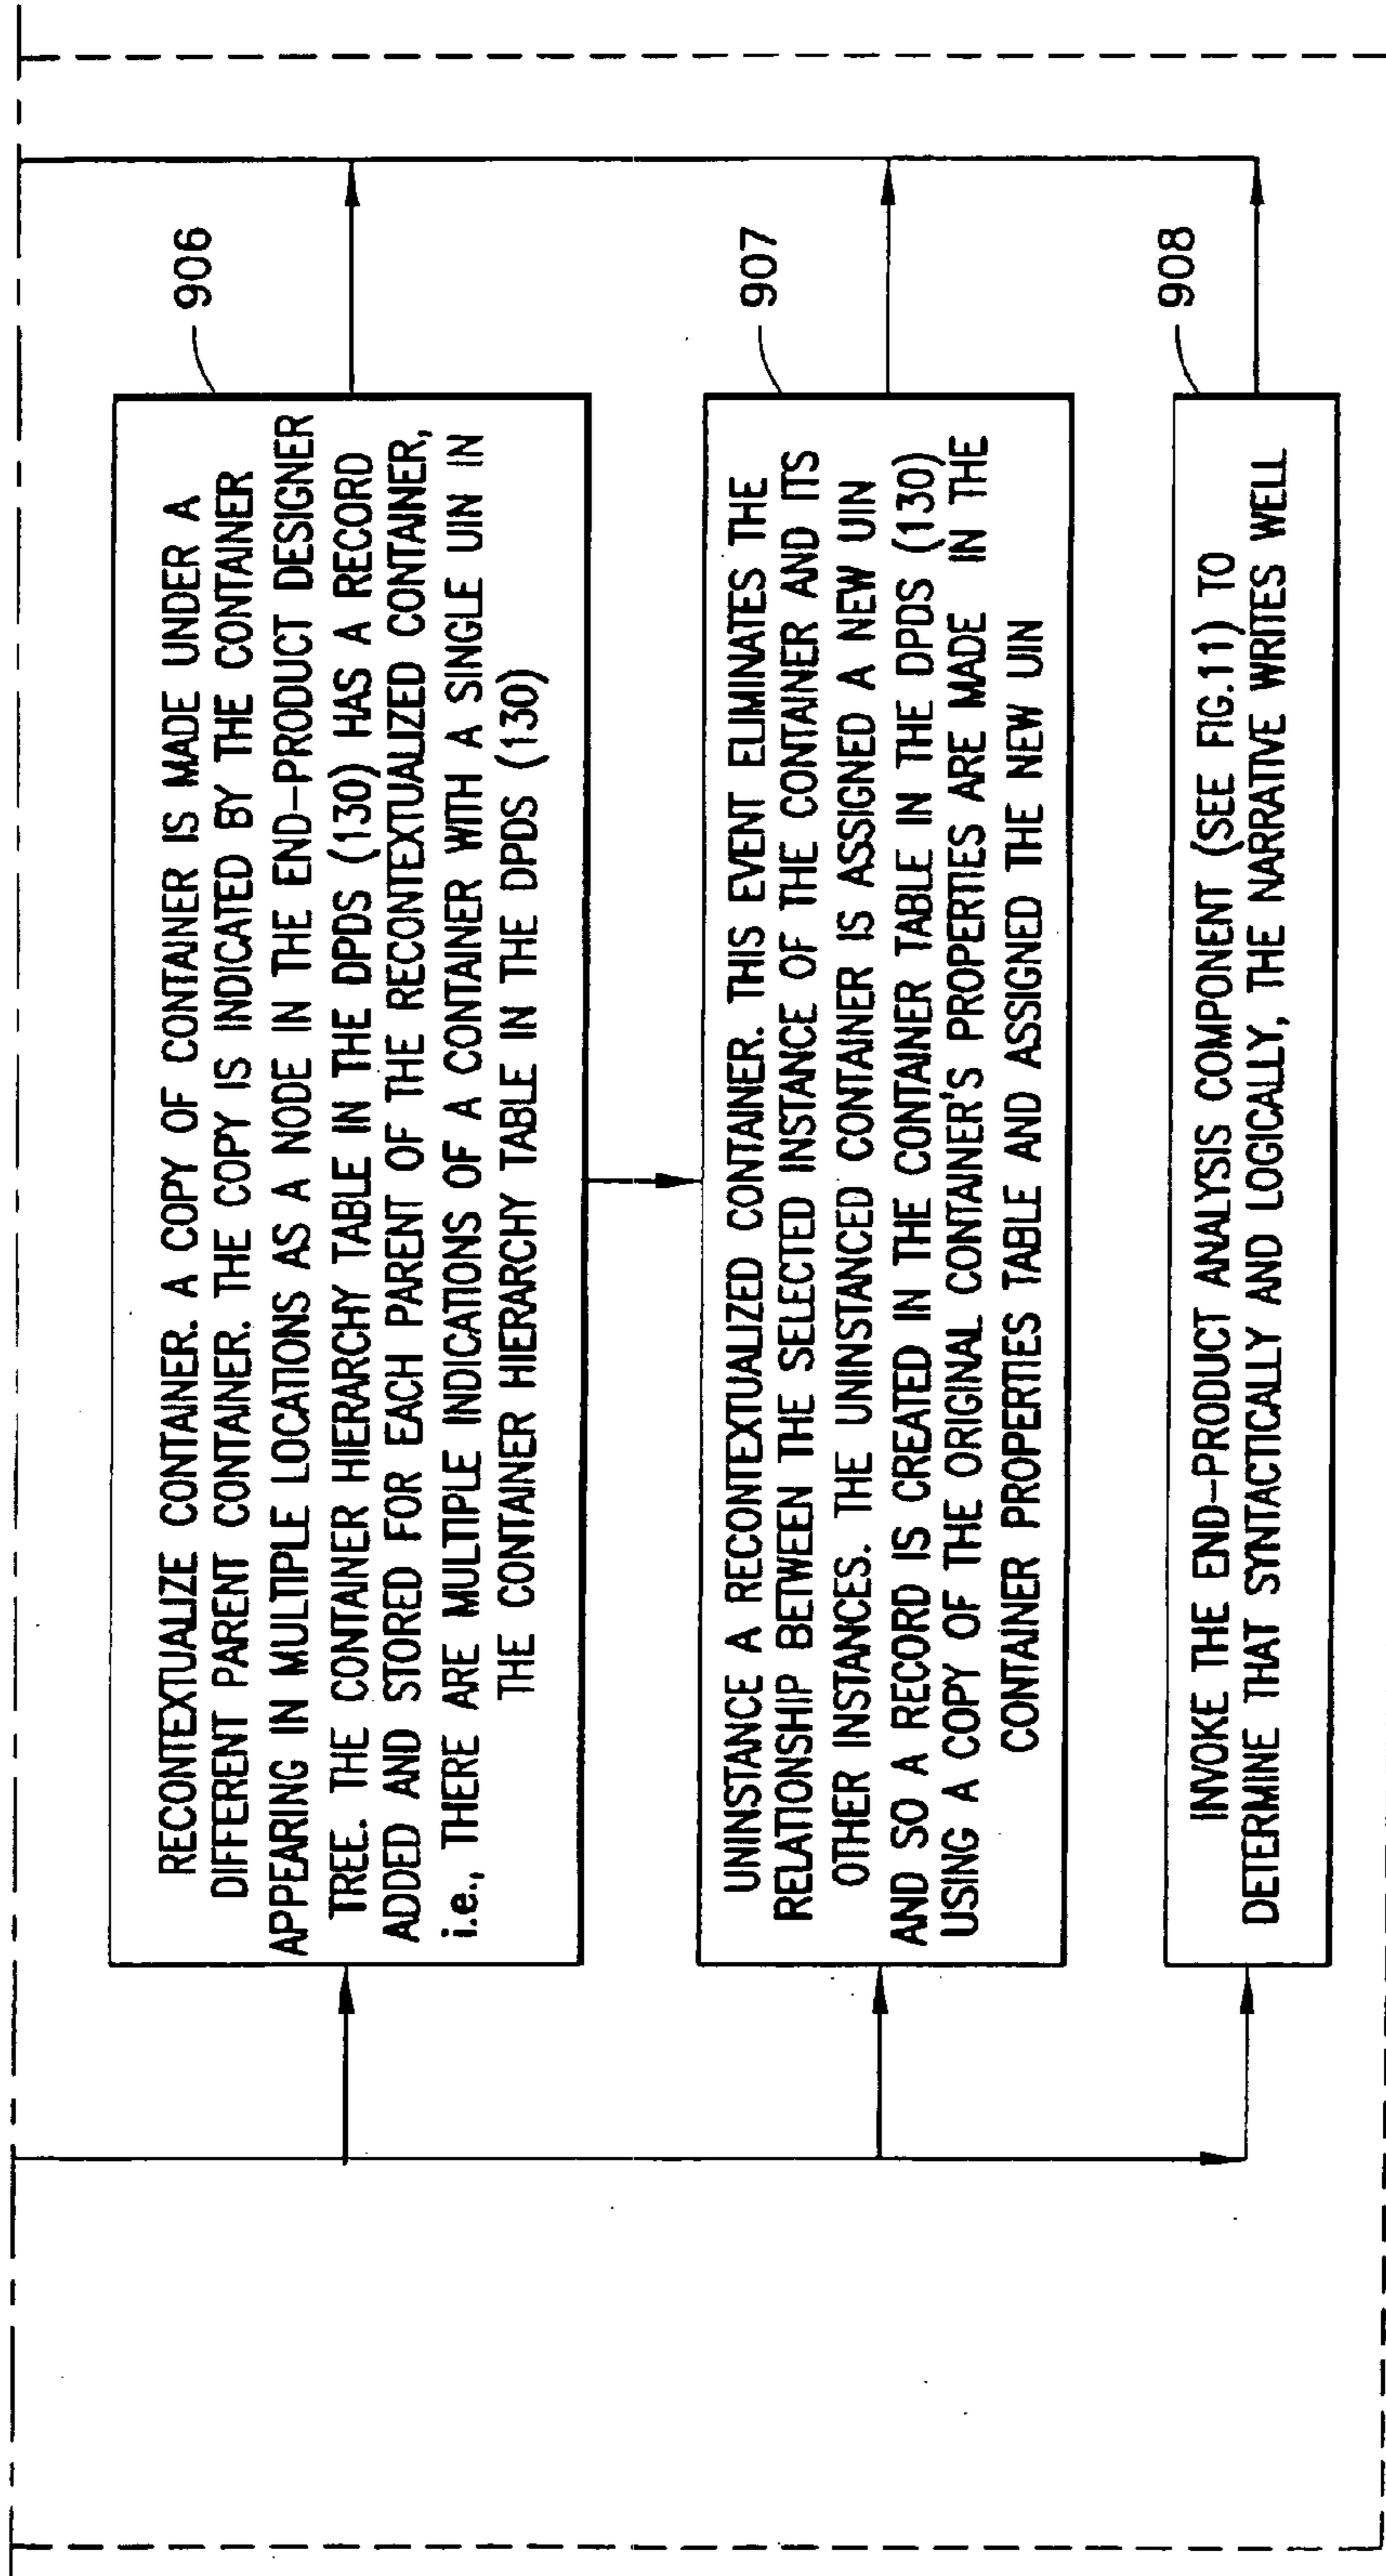 RECONTEXTUALIZE CONTAINER. A COPY OF CONTAINER IS MADE UNDER A
DIFFERENT PARENT CONTAINER. THE COPY IS INDICATED BY THE CONTAINER
APPEARING IN MULTIPLE LOCATIONS AS A NODE IN THE END-PRODUCT DESIGNER
TREE. THE CONTAINER HIERARCHY TABLE IN THE DPDS (130) HAS A RECORD
ADDED AND STORED FOR EACH PARENT OF THE RECONTEXTUALIZED CONTAINER,
i.e., THERE ARE MULTIPLE INDICATIONS OF A CONTAINER WITH A SINGLE UIN IN
THE CONTAINER HIERARCHY TABLE IN THE DPDS (130)
906
UNINSTANCE A RECONTEXTUALIZED CONTAINER. THIS EVENT ELIMINATES THE
RELATIONSHIP BETWEEN THE SELECTED INSTANCE OF THE CONTAINER AND ITS
OTHER INSTANCES. THE UNINSTANCED CONTAINER IS ASSIGNED A NEW UIN
AND SO A RECORD IS CREATED IN THE CONTAINER TABLE IN THE DPDS (130)
USING A COPY OF THE ORIGINAL CONTAINER'S PROPERTIES ARE MADE IN THE
CONTAINER PROPERTIES TABLE AND ASSIGNED THE NEW UIN
907
INVOKE THE END-PRODUCT ANALYSIS COMPONENT (SEE FIG.11) TO
DETERMINE THAT SYNTACTICALLY AND LOGICALLY, THE NARRATIVE WRITES WELL
908